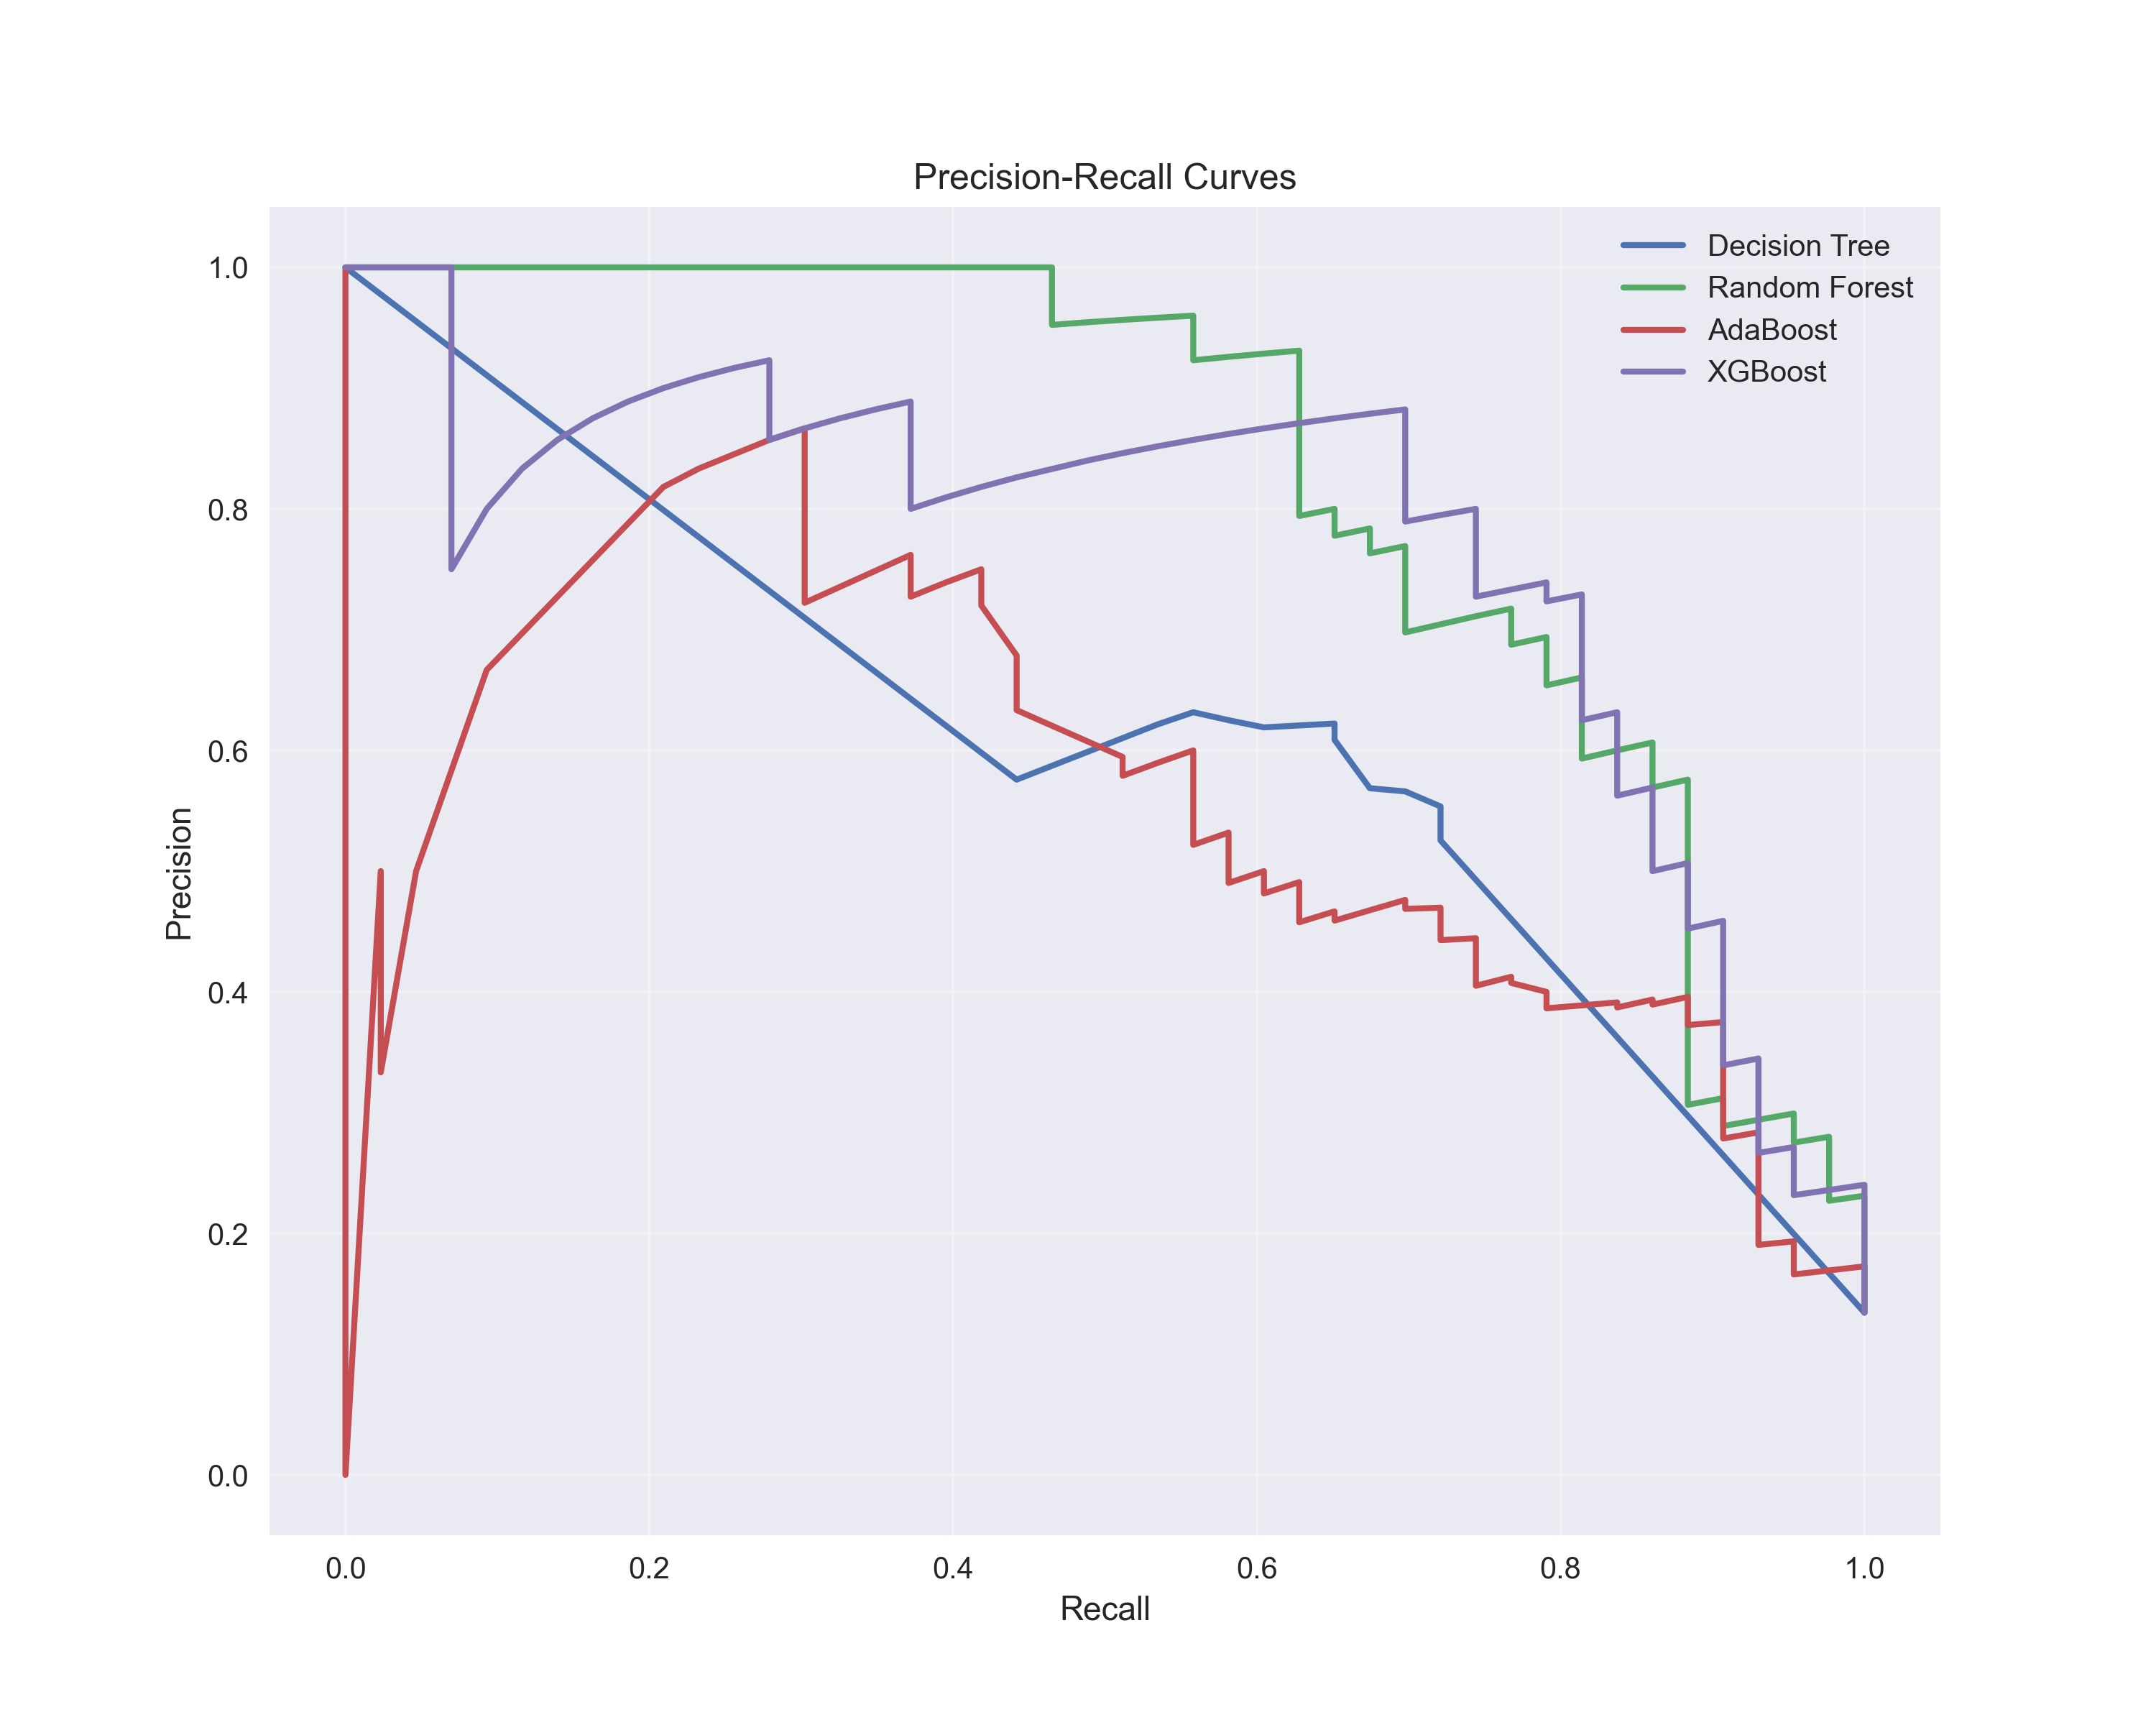 Precision-Recall Curves
Decision Tree
Random Forest
AdaBoost
XGBoost
1.0
0.8
0.6
0.4
0.2
0.0
Precision
0.0 0.2 0.4 0.6 0.8 1.0
Recall